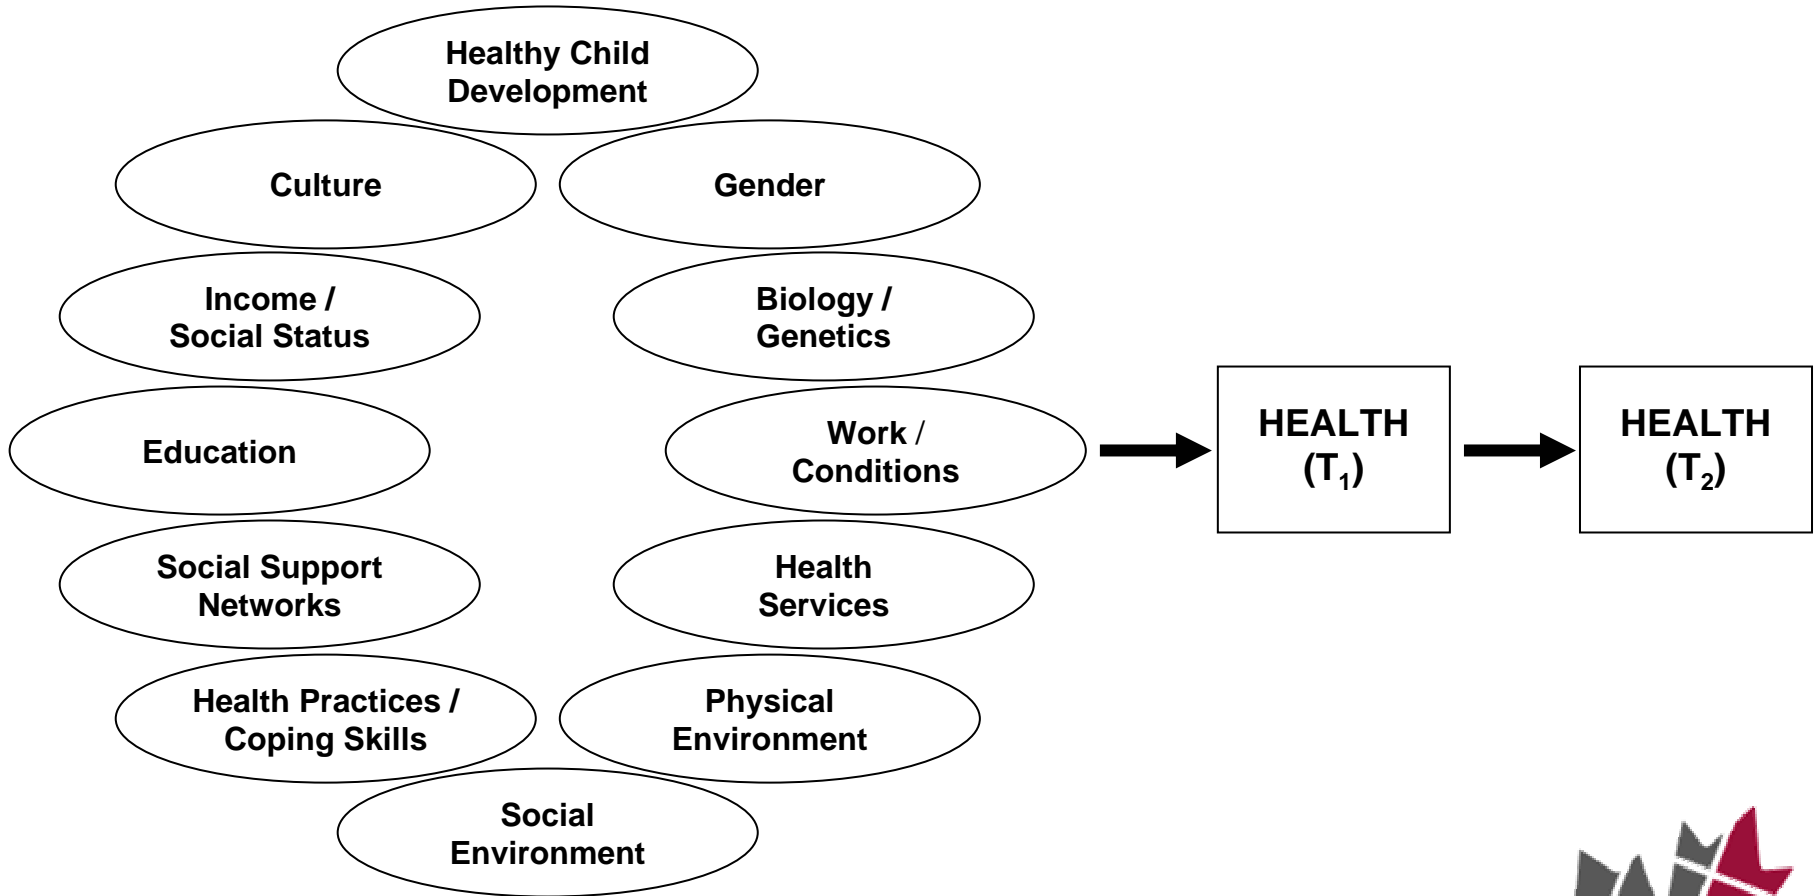 Healthy Child
Development
Culture
Gender
Income /
Social Status
Biology /
Genetics
Education
Work /
Conditions
HEALTH
(T₁)
HEALTH
(T₂)
Social Support
Networks
Health
Services
Health Practices /
Coping Skills
Physical
Environment
Social
Environment